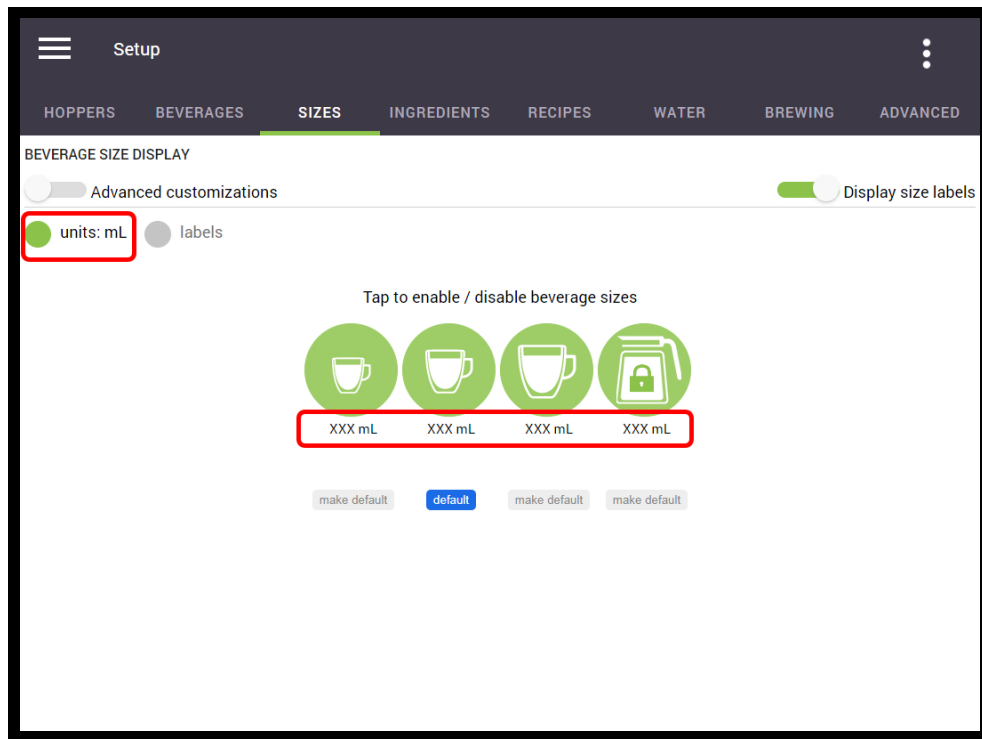 Setup
HOPPERS BEVERAGES SIZES INGREDIENTS RECIPES WATER BREWING ADVANCED
BEVERAGE SIZE DISPLAY
Advanced customizations Display size labels
units: mL labels
Tap to enable / disable beverage sizes
XXX mL XXX mL XXX mL XXX mL
make default default make default make default